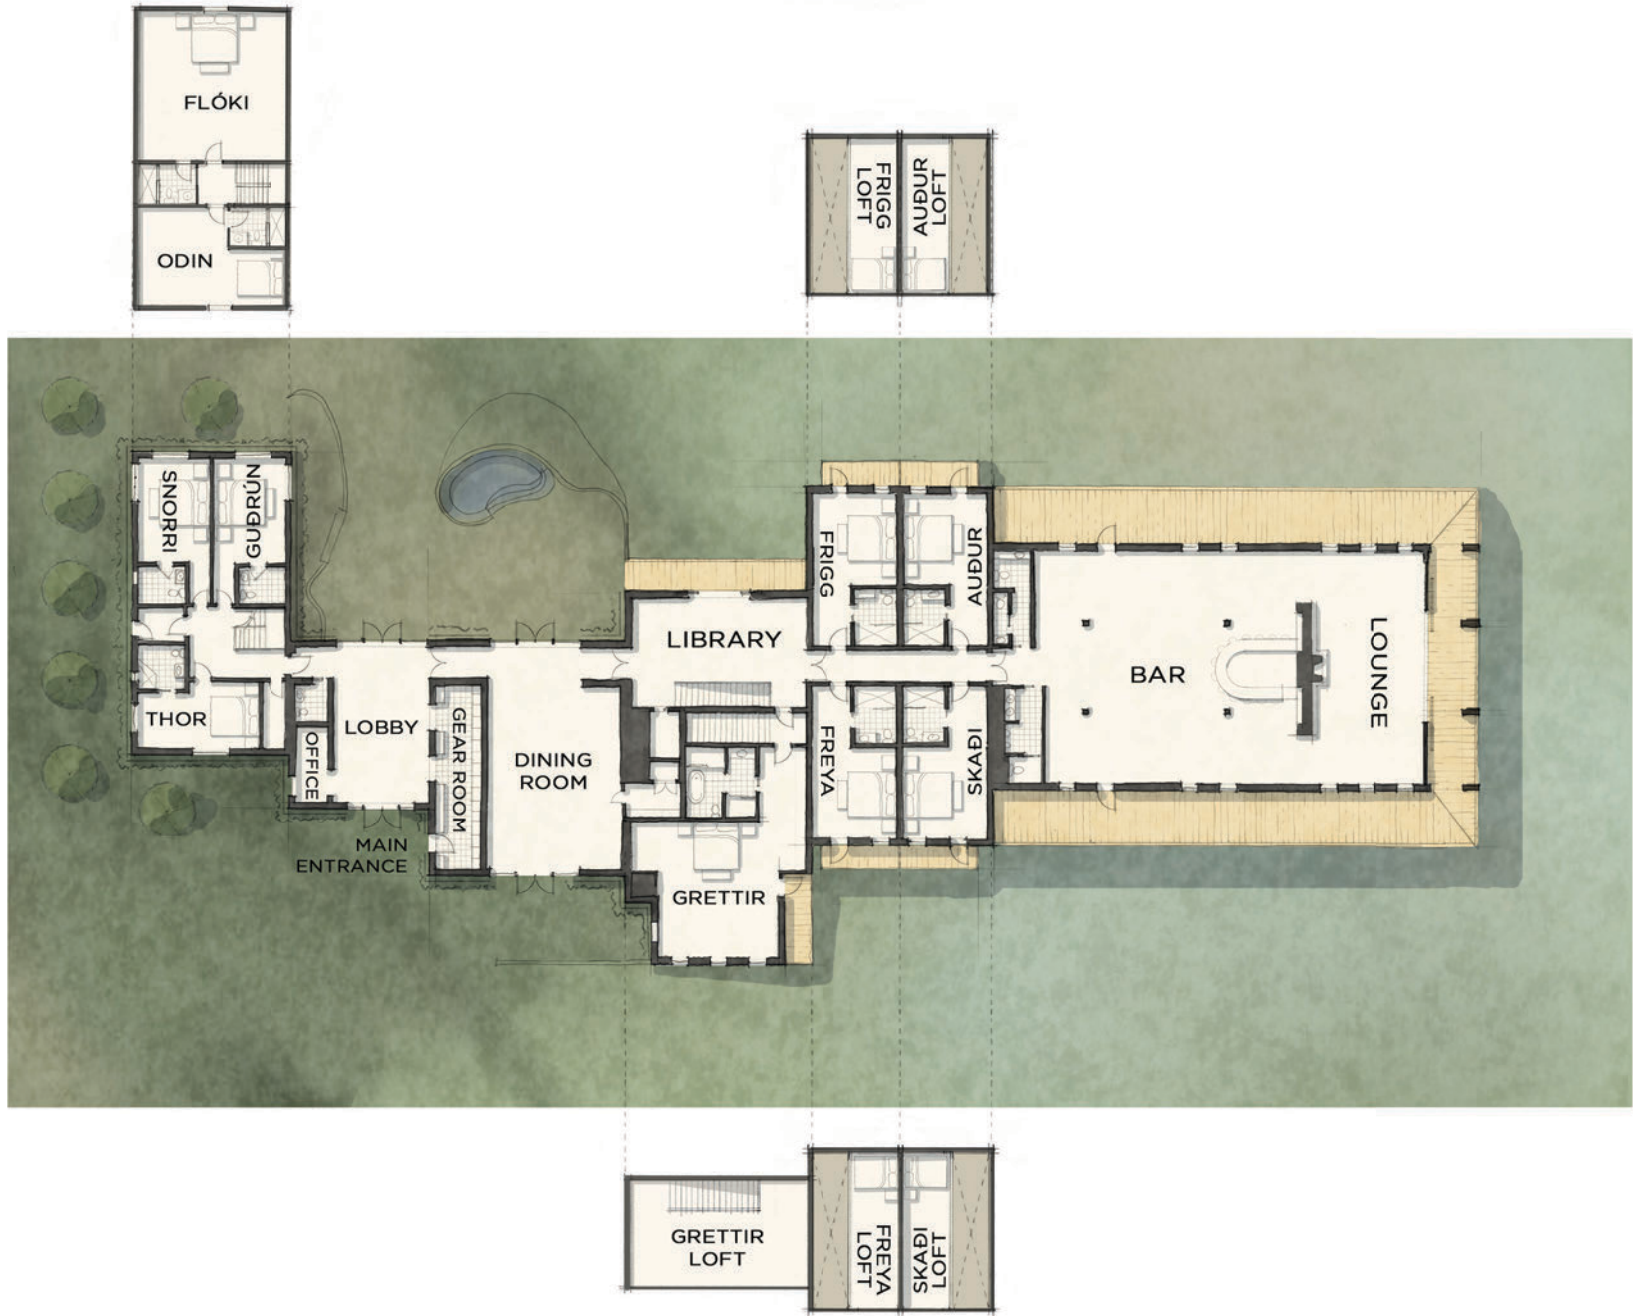 FLÓKI
ODIN
FRIGG
LOFT
AUÐUR
LOFT
SNORRI
GUÐRÚN
THOR
OFFICE
LOBBY
GEAR ROOM
MAIN
ENTRANCE
DINING
ROOM
LIBRARY
GRETTIR
FRIGG
AUÐUR
FREYA
SKAÐI
BAR
LOUNGE
GRETTIR
LOFT
FREYA
LOFT
SKAÐI
LOFT